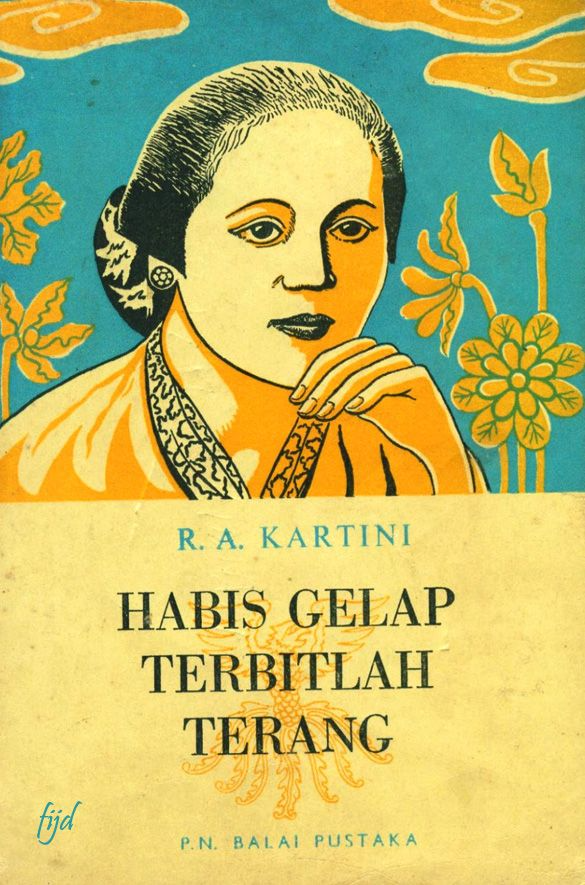 R. A. KARTINI
HABIS GELAP
TERBITLAH
TERANG
fijd
P.N. BALAI PUSTAKA